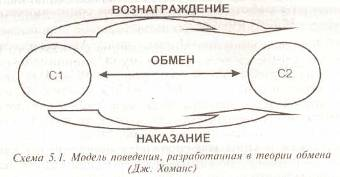 ВОЗНАГРАЖДЕНИЕ
С1 ОБМЕН С2
НАКАЗАНИЕ
Схема 5.1. Модель поведения, разработанная в теории обмена
(Дж. Хоманс)